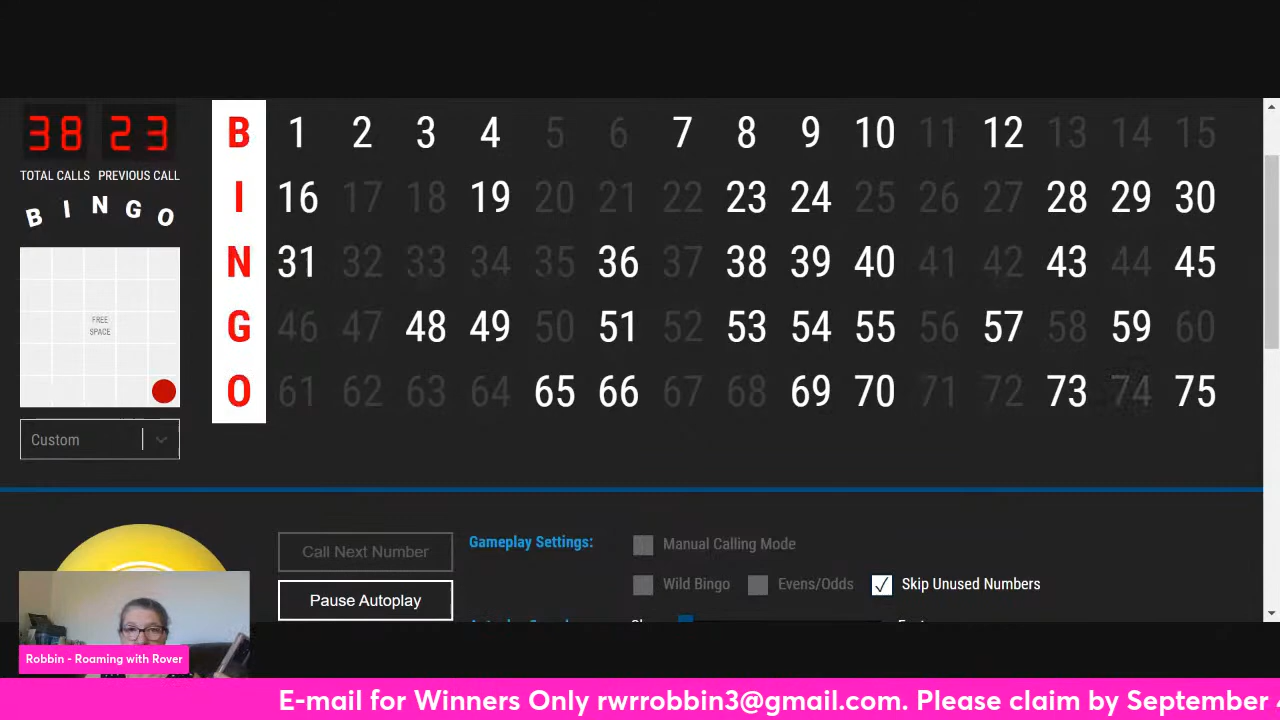 38 23
TOTAL CALLS PREVIOUS CALL
BINGO
FREE
SPACE
Custom
B 1 2 3 4 5 6 7 8 9 10 11 12 13 14 15
I 16 17 18 19 20 21 22 23 24 25 26 27 28 29 30
N 31 32 33 34 35 36 37 38 39 40 41 42 43 44 45
G 46 47 48 49 50 51 52 53 54 55 56 57 58 59 60
O 61 62 63 64 65 66 67 68 69 70 71 72 73 74 75
Call Next Number
Pause Autoplay
Gameplay Settings:
Manual Calling Mode
Wild Bingo Evens/Odds Skip Unused Numbers
Robbin - Roaming with Rover
E-mail for Winners Only rwrrobbin3@gmail.com. Please claim by September